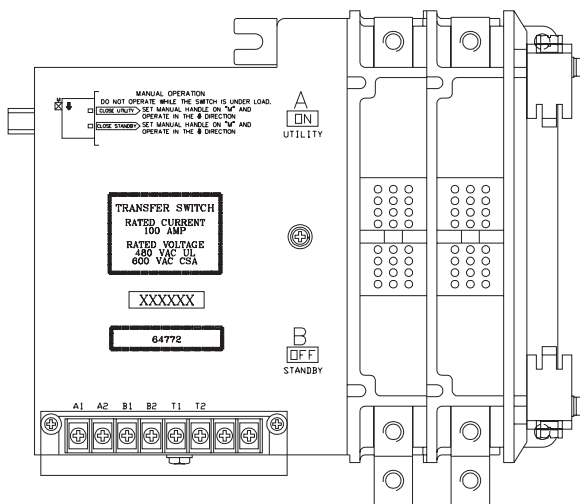 MANUAL OPERATION
DO NOT OPERATE WHILE THE SWITCH IS UNDER LOAD.
M
CLOSE UTILITY SET MANUAL HANDLE ON "M" AND
OPERATE IN THE DIRECTION
CLOSE STANDBY SET MANUAL HANDLE ON "M" AND
OPERATE IN THE DIRECTION
A
ON
UTILITY
TRANSFER SWITCH
RATED CURRENT
100 AMP
RATED VOLTAGE
480 VAC UL
600 VAC CSA
XXXXXX
64772
B
OFF
STANDBY
A1 A2 B1 B2 T1 T2